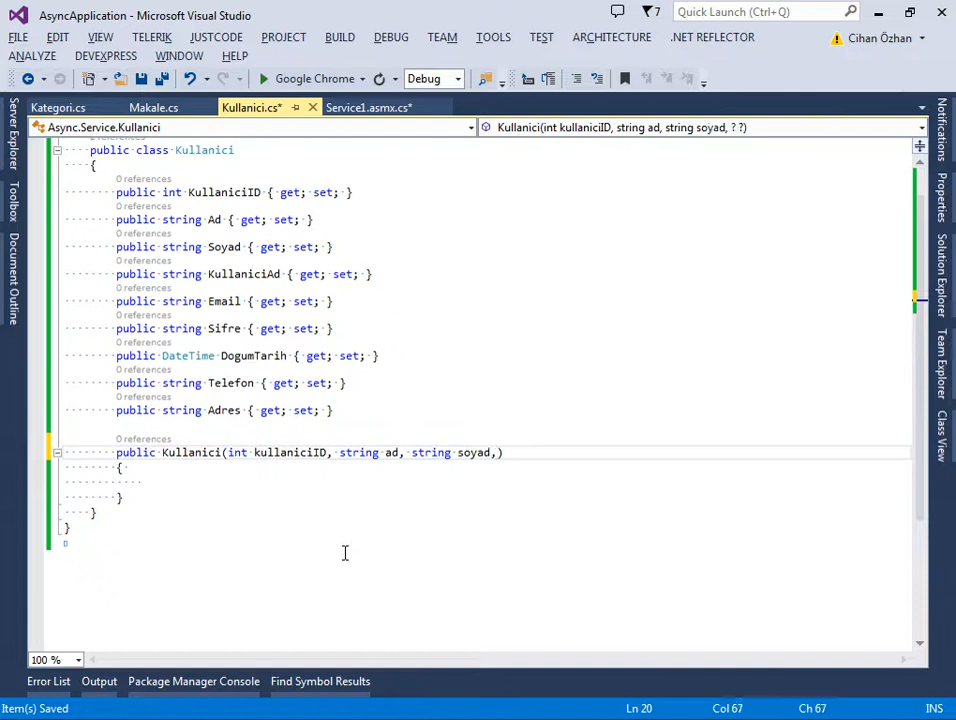 AsyncApplication - Microsoft Visual Studio
7
Quick Launch (Ctrl+Q)
FILE EDIT VIEW TELERIK JUSTCODE PROJECT BUILD DEBUG TEAM TOOLS TEST ARCHITECTURE .NET REFLECTOR
Cihan Özhan
ANALYZE DEVEXPRESS WINDOW HELP
Google Chrome
Debug
Kategori.cs Makale.cs Kullanici.cs* Service1.asmx.cs*
Async.Service.Kullanici
Kullanici(int kullaniciID, string ad, string soyad, ? ?)
Server Explorer
Toolbox
Document Outline
public class Kullanici
{
0 references
public int KullaniciID { get; set; }
0 references
public string Ad { get; set; }
0 references
public string Soyad { get; set; }
0 references
public string KullaniciAd { get; set; }
0 references
public string Email { get; set; }
0 references
public string Sifre { get; set; }
0 references
public DateTime DogumTarih { get; set; }
0 references
public string Telefon { get; set; }
0 references
public string Adres { get; set; }
0 references
public Kullanici(int kullaniciID, string ad, string soyad,)
{
}
}
}
Notifications
Properties
Solution Explorer
Team Explorer
Class View
100 %
Error List Output Package Manager Console Find Symbol Results
Item(s) Saved
Ln 20 Col 67 Ch 67 INS